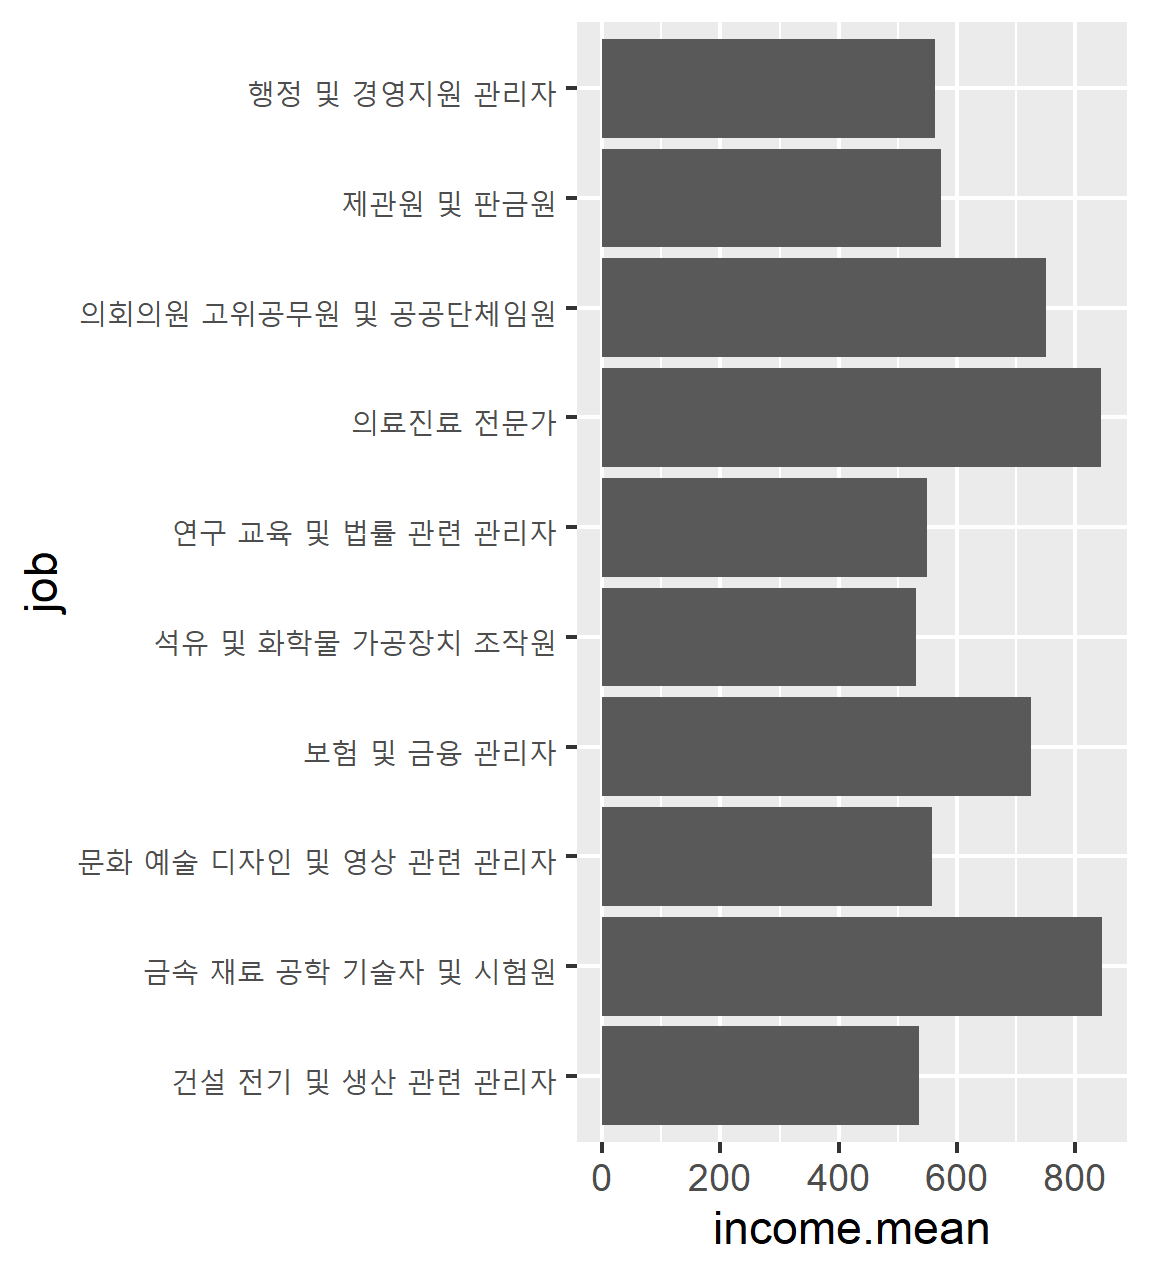 행정 및 경영지원 관리자
제관원 및 판금원
의회의원 고위공무원 및 공공단체임원
의료진료 전문가
연구 교육 및 법률 관련 관리자
석유 및 화학물 가공장치 조작원
보험 및 금융 관리자
문화 예술 디자인 및 영상 관련 관리자
금속 재료 공학 기술자 및 시험원
건설 전기 및 생산 관련 관리자
job
0 200 400 600 800
income.mean